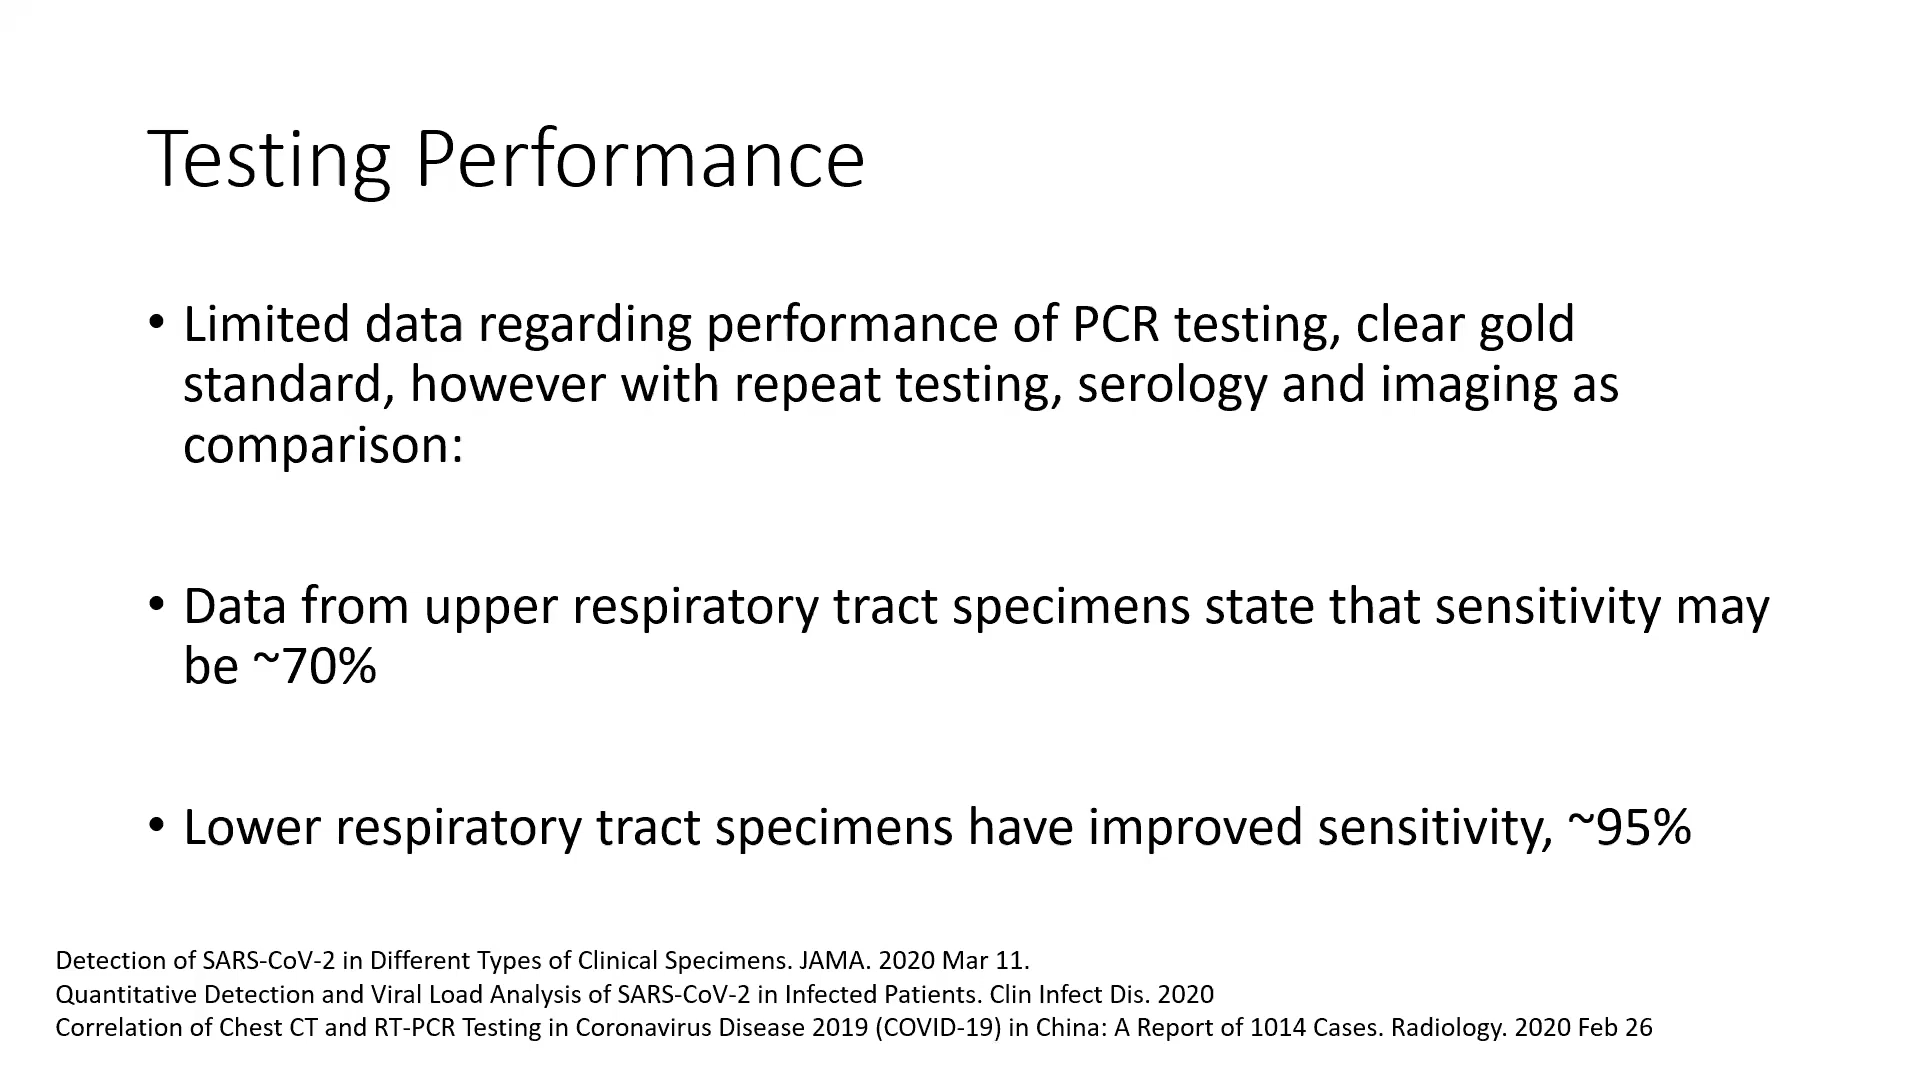 Testing Performance
• Limited data regarding performance of PCR testing, clear gold
standard, however with repeat testing, serology and imaging as
comparison:
• Data from upper respiratory tract specimens state that sensitivity may
be ~70%
• Lower respiratory tract specimens have improved sensitivity, ~95%
Detection of SARS-CoV-2 in Different Types of Clinical Specimens. JAMA. 2020 Mar 11.
Quantitative Detection and Viral Load Analysis of SARS-CoV-2 in Infected Patients. Clin Infect Dis. 2020
Correlation of Chest CT and RT-PCR Testing in Coronavirus Disease 2019 (COVID-19) in China: A Report of 1014 Cases. Radiology. 2020 Feb 26